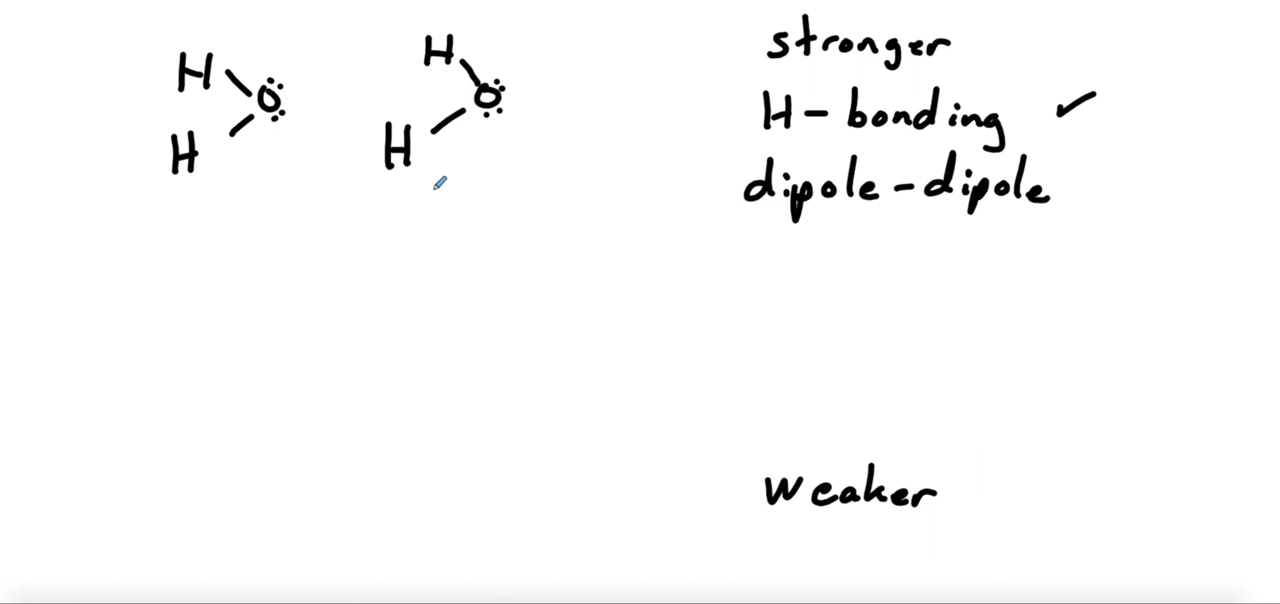 H H stronger
O O
H H H-bonding ✓
dipole-dipole
weaker